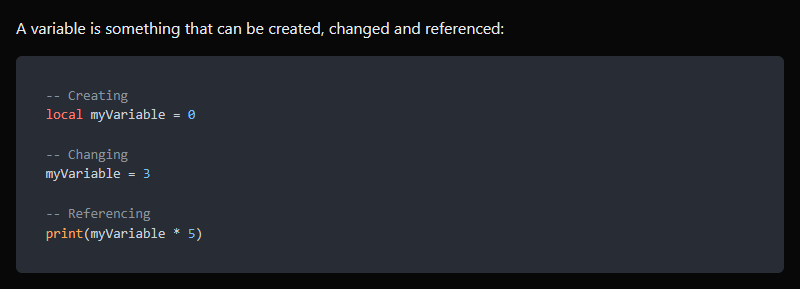 A variable is something that can be created, changed and referenced:
-- Creating
local myVariable = 0
-- Changing
myVariable = 3
-- Referencing
print(myVariable * 5)